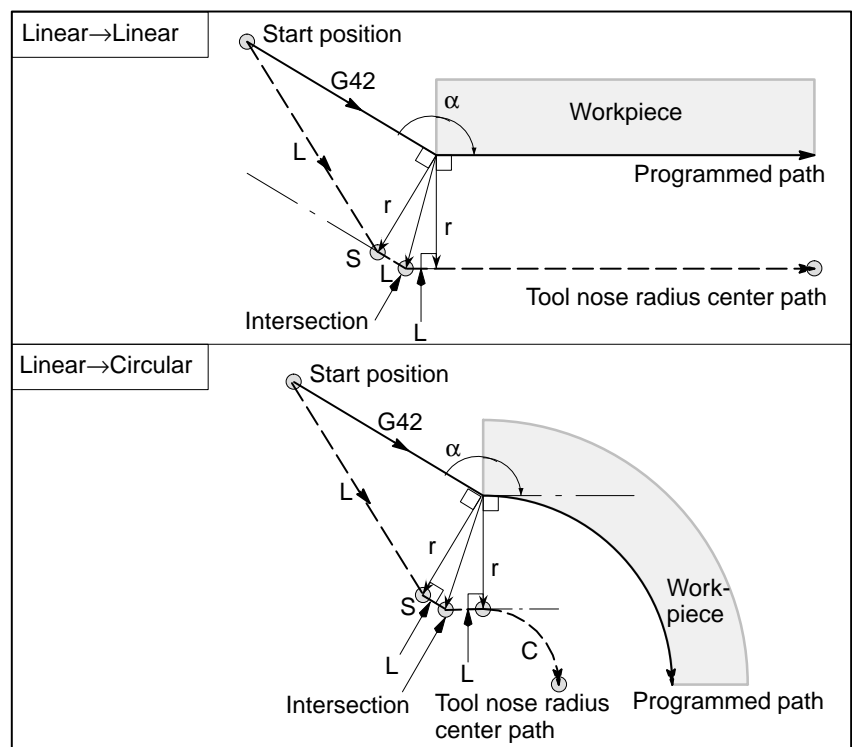 Linear→Linear
Start position
G42
α
Workpiece
L
Programmed path
r
r
S
L
Tool nose radius center path
Intersection
L
Linear→Circular
Start position
G42
α
L
r
r
Work-
piece
S
L
L
C
Intersection
Tool nose radius
center path
Programmed path